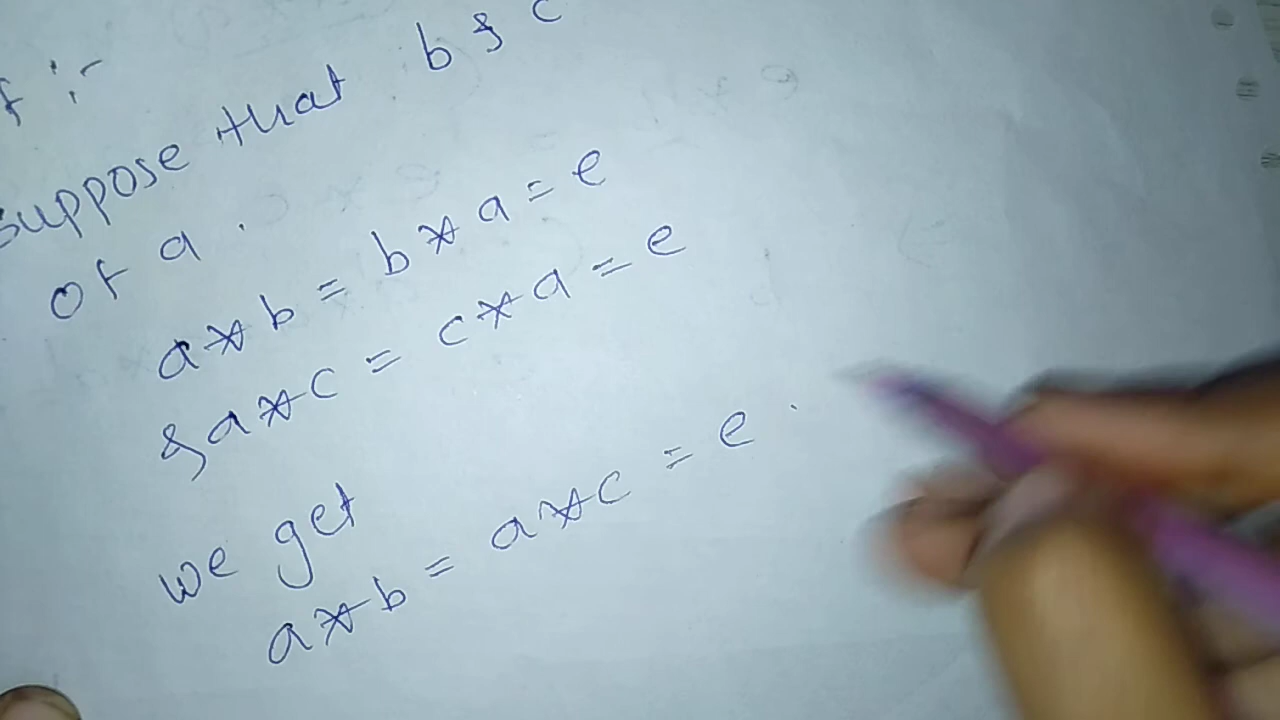 f :-
Suppose that b & c
of a .
a * b = b * a = e
& a * c = c * a = e
we get
a * b = a * c = e .